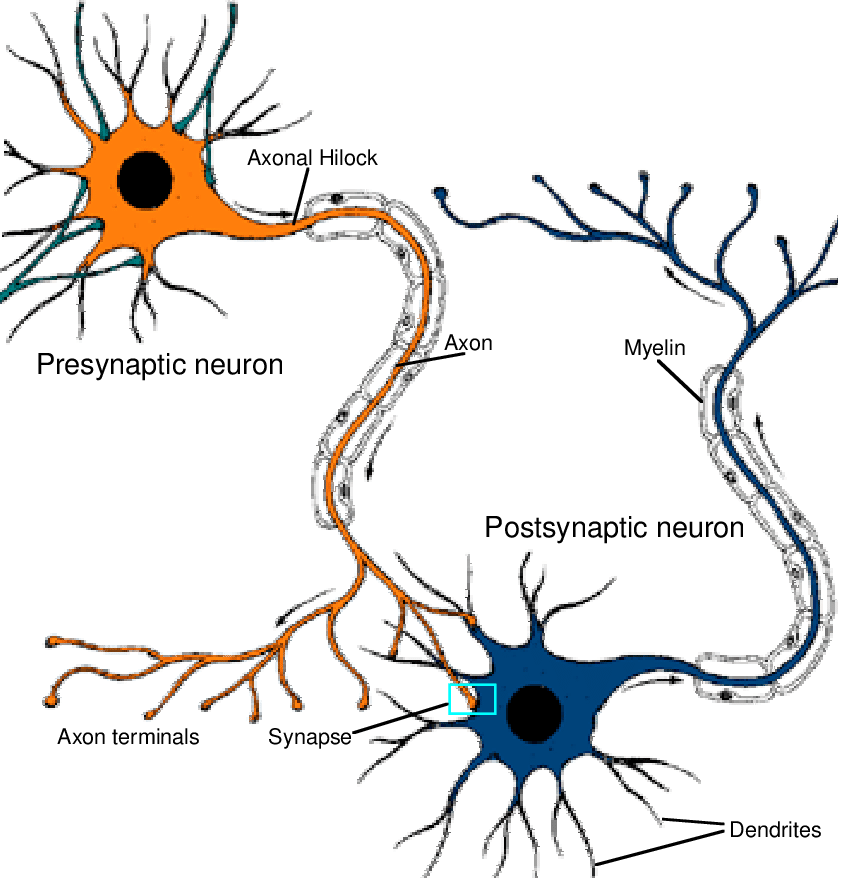 Axonal Hilock
Presynaptic neuron
Axon
Myelin
Postsynaptic neuron
Axon terminals
Synapse
Dendrites